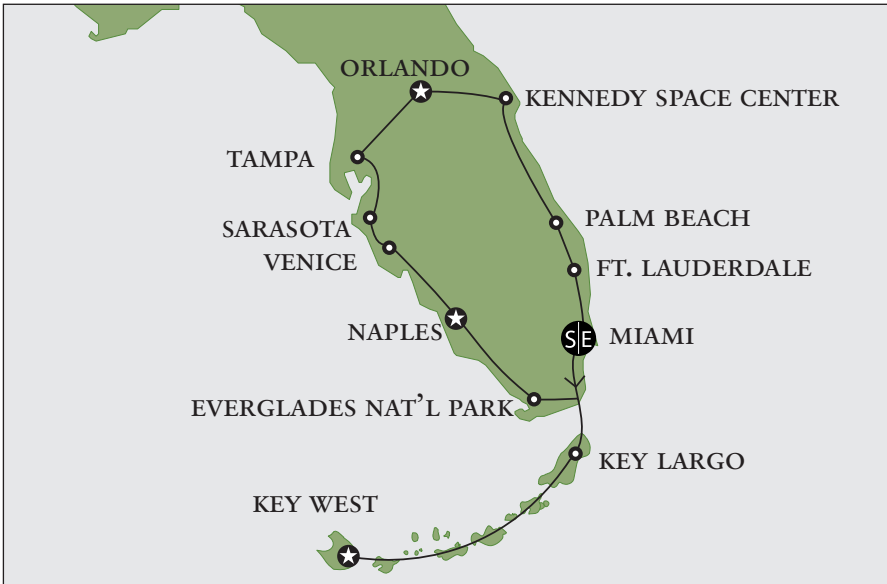 ORLANDO
KENNEDY SPACE CENTER
TAMPA
PALM BEACH
SARASOTA
VENICE
FT. LAUDERDALE
NAPLES
S|E MIAMI
EVERGLADES NAT'L PARK
KEY LARGO
KEY WEST